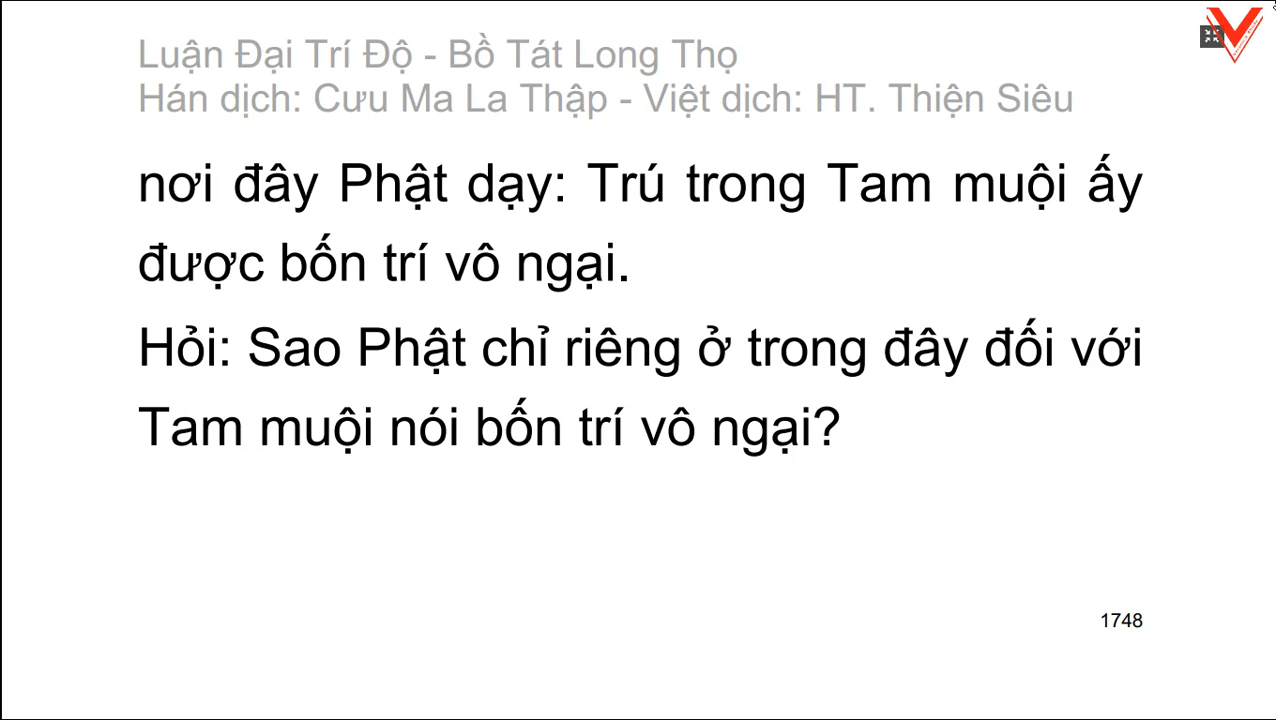 Luận Đại Trí Độ - Bồ Tát Long Thọ
Hán dịch: Cưu Ma La Thập - Việt dịch: HT. Thiện Siêu
nơi đây Phật dạy: Trú trong Tam muội ấy
được bốn trí vô ngại.
Hỏi: Sao Phật chỉ riêng ở trong đây đối với
Tam muội nói bốn trí vô ngại?
1748